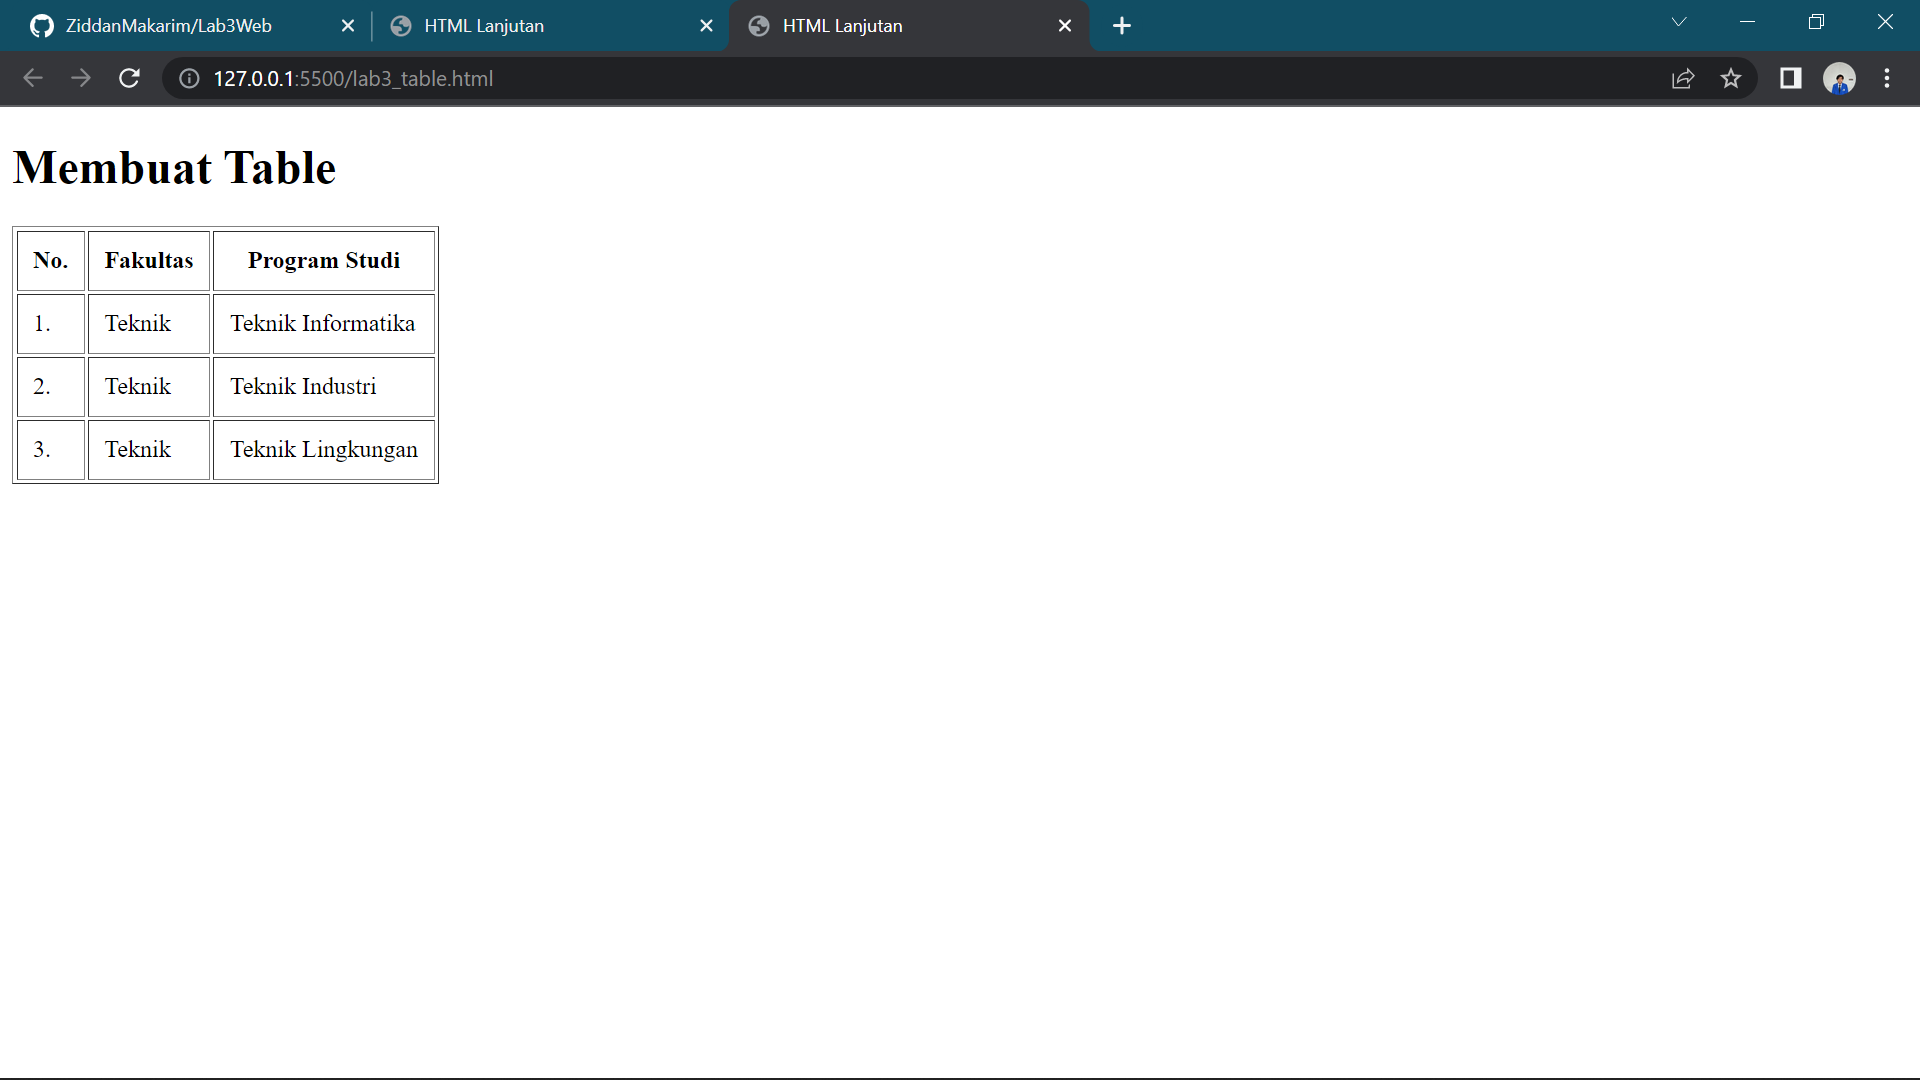 ZiddanMakarim/Lab3Web HTML Lanjutan HTML Lanjutan
127.0.0.1:5500/lab3_table.html
Membuat Table
No. Fakultas Program Studi
1. Teknik Teknik Informatika
2. Teknik Teknik Industri
3. Teknik Teknik Lingkungan